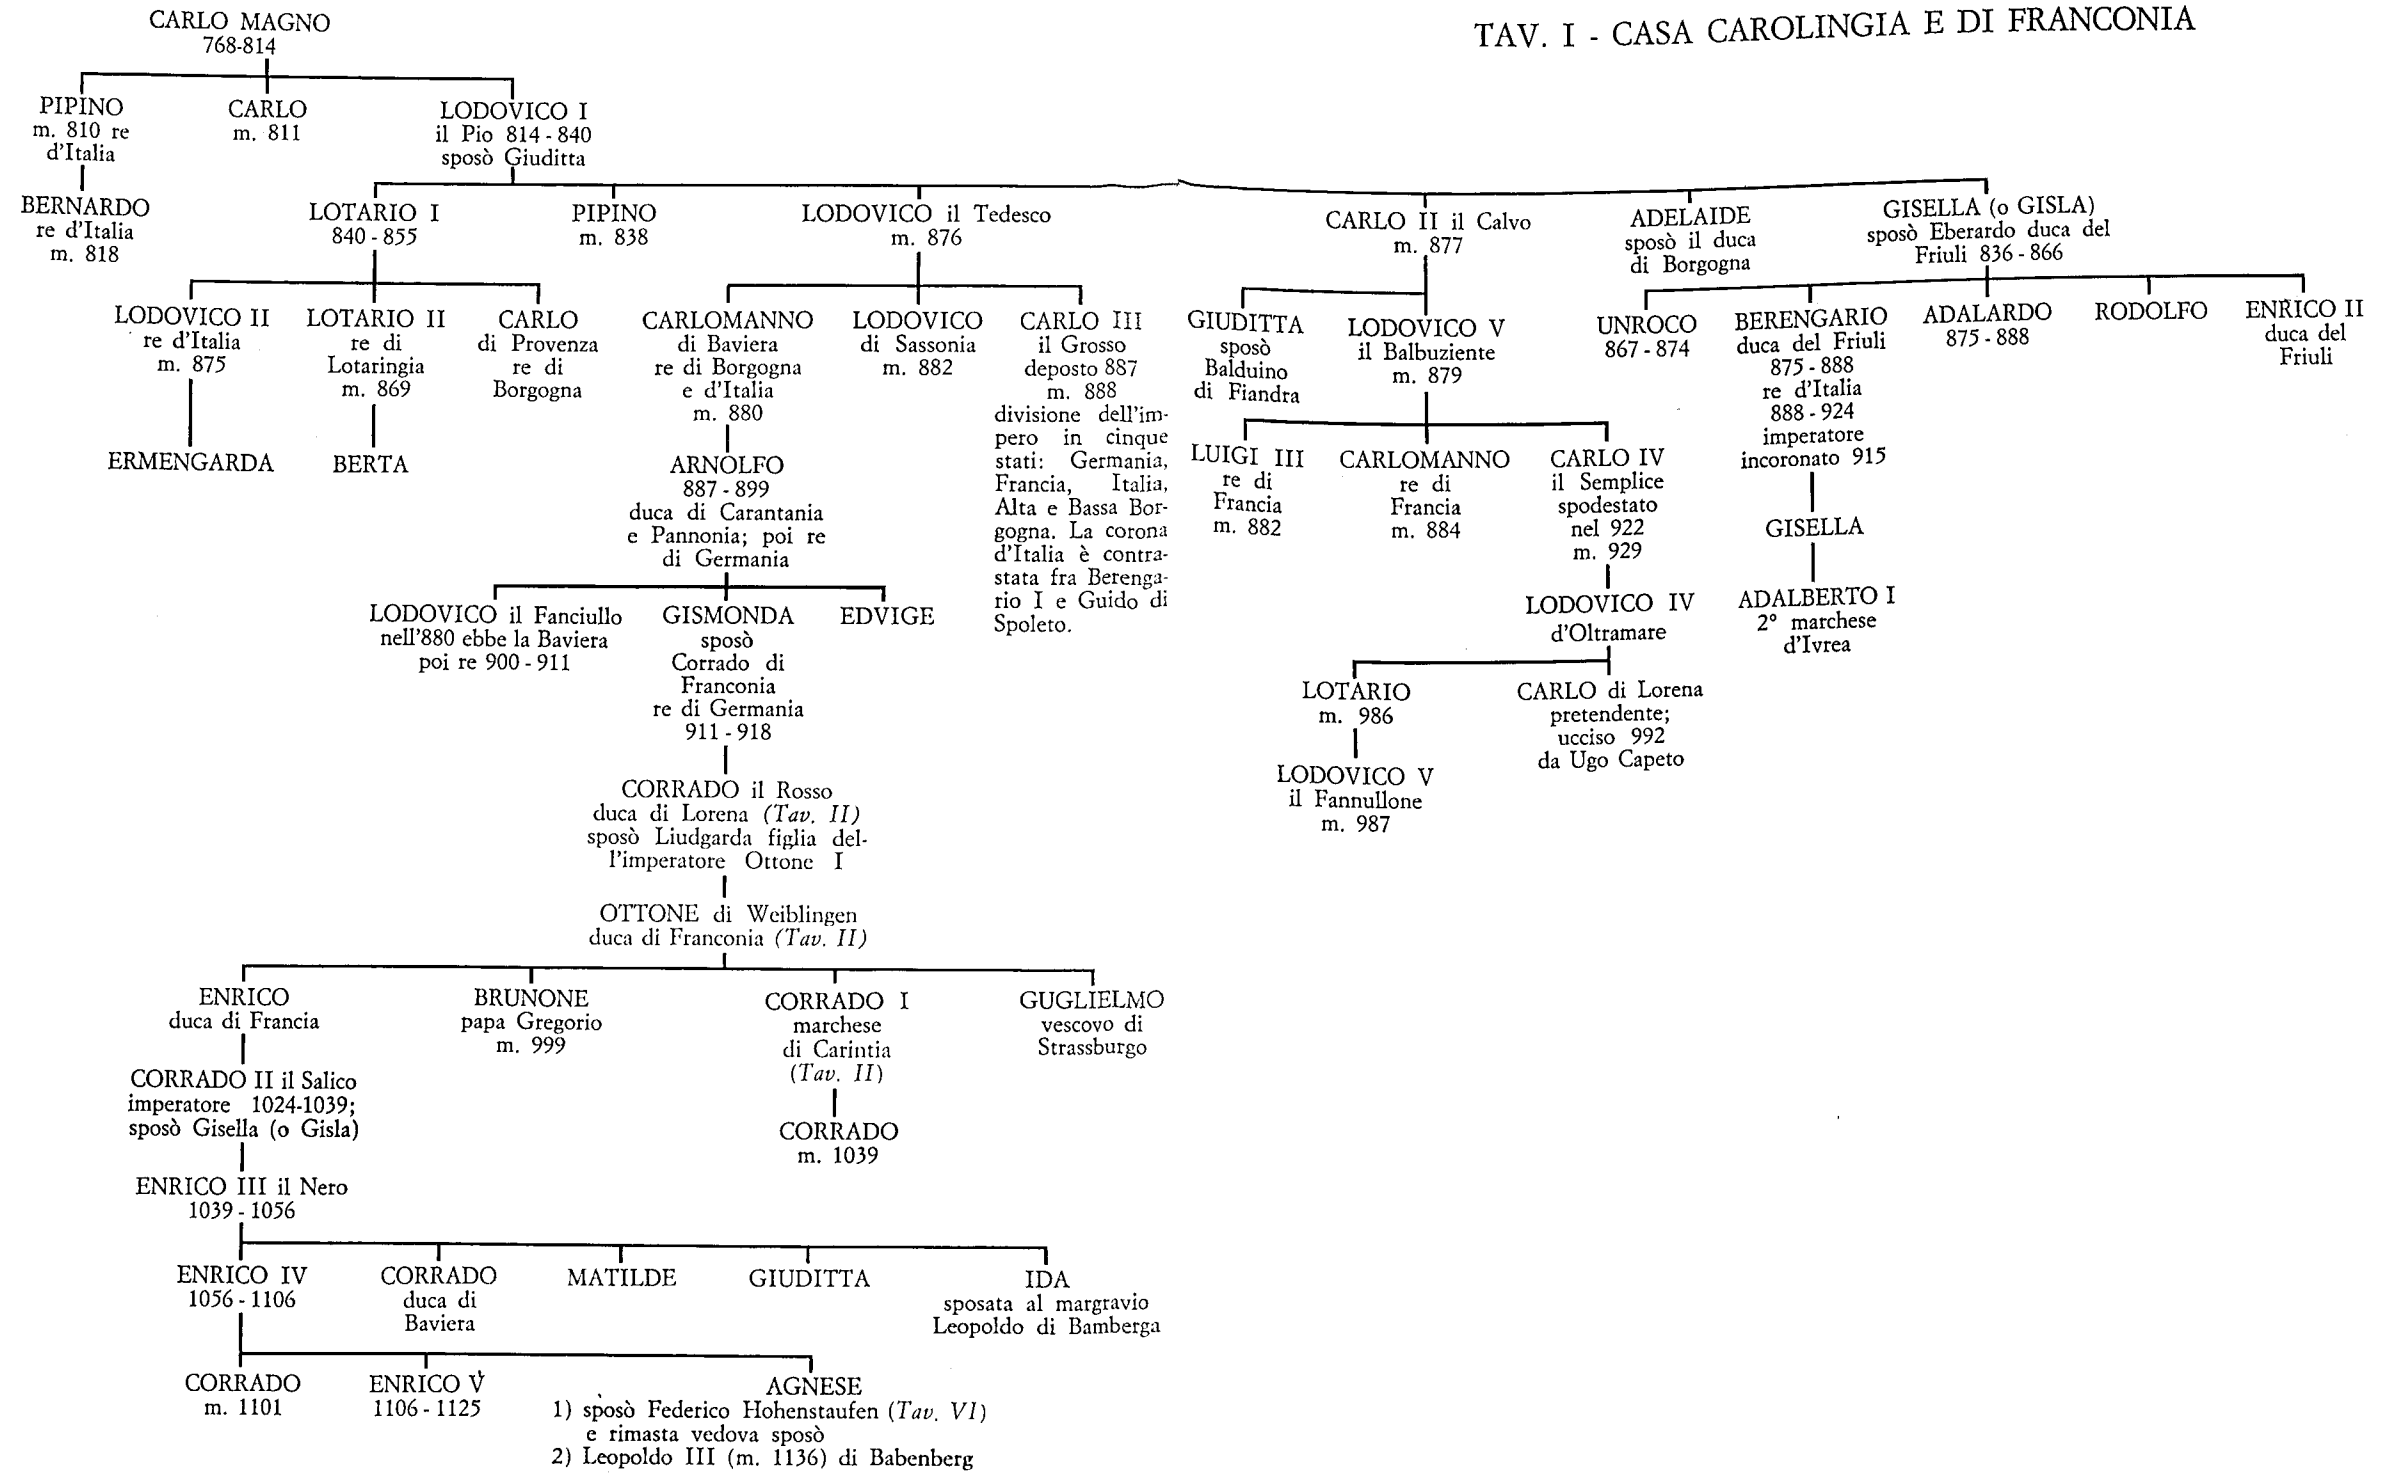 TAV. I - CASA CAROLINGIA E DI FRANCONIA
CARLO MAGNO
768-814
PIPINO
m. 810 re
d'Italia
CARLO
m. 811
LODOVICO I
il Pio 814-840
sposò Giuditta
BERNARDO
re d'Italia
m. 818
LOTARIO I
840-855
PIPINO
m. 838
LODOVICO il Tedesco
m. 876
CARLO II il Calvo
m. 877
ADELAIDE
sposò il duca
di Borgogna
GISELLA (o GISLA)
sposò Eberardo duca del
Friuli 836-866
LODOVICO II
re d'Italia
m. 875
LOTARIO II
re di
Lotaringia
m. 869
CARLO
di Provenza
re di
Borgogna
CARLOMANNO
di Baviera
re di Borgogna
e d'Italia
m. 880
LODOVICO
di Sassonia
m. 882
CARLO III
il Grosso
deposto 887
m. 888
divisione dell'im-
pero in cinque
stati: Germania,
Francia, Italia,
Alta e Bassa Bor-
gogna. La corona
d'Italia è contra-
stata fra Berenga-
rio I e Guido di
Spoleto.
GIUDITTA
sposò
Balduino
di Fiandra
LODOVICO V
il Balbuziente
m. 879
UNROCO
867-874
BERENGARIO
duca del Friuli
875-888
re d'Italia
888-924
imperatore
incoronato 915
ADALARDO
875-888
RODOLFO
ENRICO II
duca del
Friuli
ERMENGARDA
BERTA
ARNOLFO
887-899
duca di Carantania
e Pannonia; poi re
di Germania
LUIGI III
re di
Francia
m. 882
CARLOMANNO
re di
Francia
m. 884
CARLO IV
il Semplice
spodestato
nel 922
m. 929
GISELLA
LODOVICO il Fanciullo
nell'880 ebbe la Baviera
poi re 900-911
GISMONDA
sposò
Corrado di
Franconia
re di Germania
911-918
EDVIGE
LODOVICO IV
d'Oltramare
ADALBERTO I
2° marchese
d'Ivrea
LOTARIO
m. 986
CARLO di Lorena
pretendente;
ucciso 992
da Ugo Capeto
LODOVICO V
il Fannullone
m. 987
CORRADO il Rosso
duca di Lorena (Tav. II)
sposò Liudgarda figlia del-
l'imperatore Ottone I
OTTONE di Weiblingen
duca di Franconia (Tav. II)
ENRICO
duca di Francia
BRUNONE
papa Gregorio
m. 999
CORRADO I
marchese
di Carintia
(Tav. II)
GUGLIELMO
vescovo di
Strassburgo
CORRADO II il Salico
imperatore 1024-1039;
sposò Gisella (o Gisla)
CORRADO
m. 1039
ENRICO III il Nero
1039-1056
ENRICO IV
1056-1106
CORRADO
duca di
Baviera
MATILDE
GIUDITTA
IDA
sposata al margravio
Leopoldo di Bamberga
CORRADO
m. 1101
ENRICO V
1106-1125
AGNESE
1) sposò Federico Hohenstaufen (Tav. VI)
e rimasta vedova sposò
2) Leopoldo III (m. 1136) di Babenberg